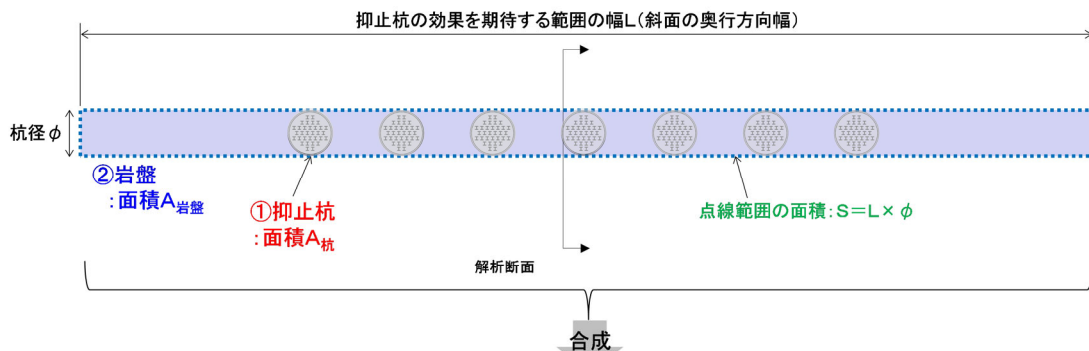 抑止杭の効果を期待する範囲の幅L(斜面の奥行方向幅)
杭径φ
②岩盤
:面積A岩盤
①抑止杭
:面積A杭
点線範囲の面積:S=L×φ
解析断面
合成